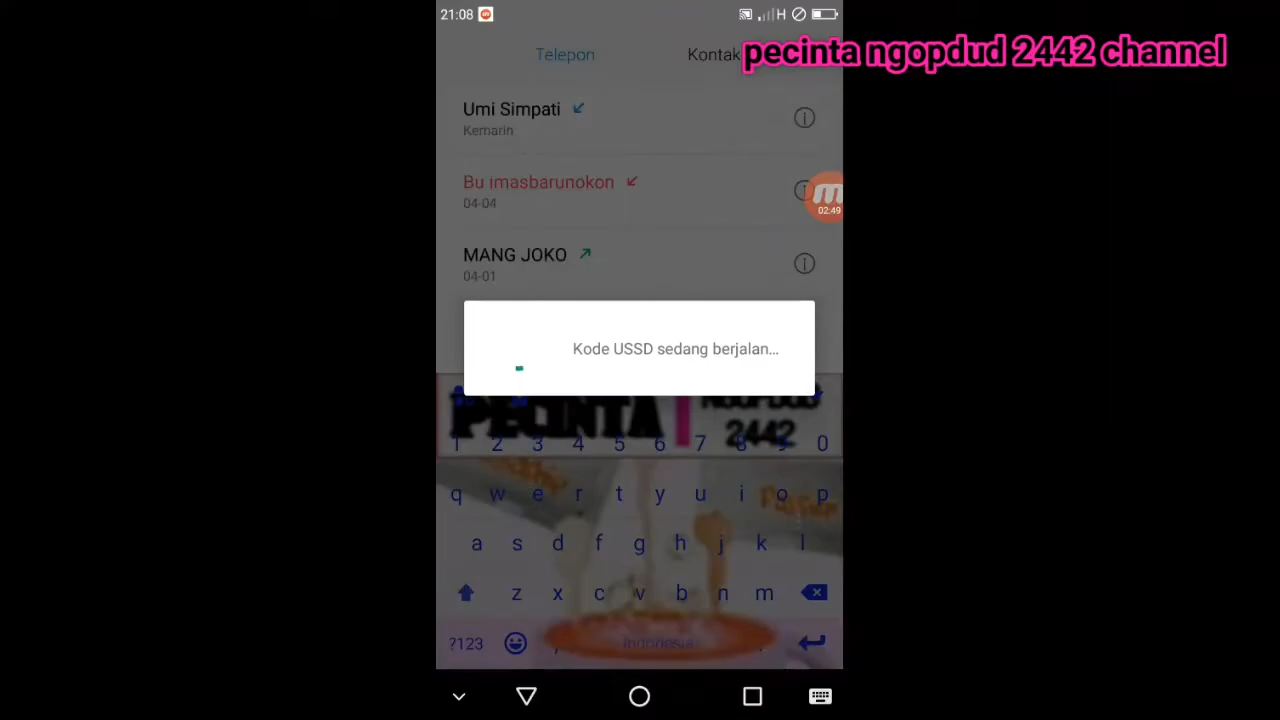 21:08
H
pecinta ngopdud 2442 channel
Telepon
Kontak
Umi Simpati
Kemarin
Bu imasbarunokon
04-04
02:49
MANG JOKO
04-01
Kode USSD sedang berjalan...
PECINTA
NGOPDUD
2442
1 2 3 4 5 6 7 8 9 0
q w e r t y u i o p
a s d f g h j k l
z x c v b n m
?123 , Indonesia .